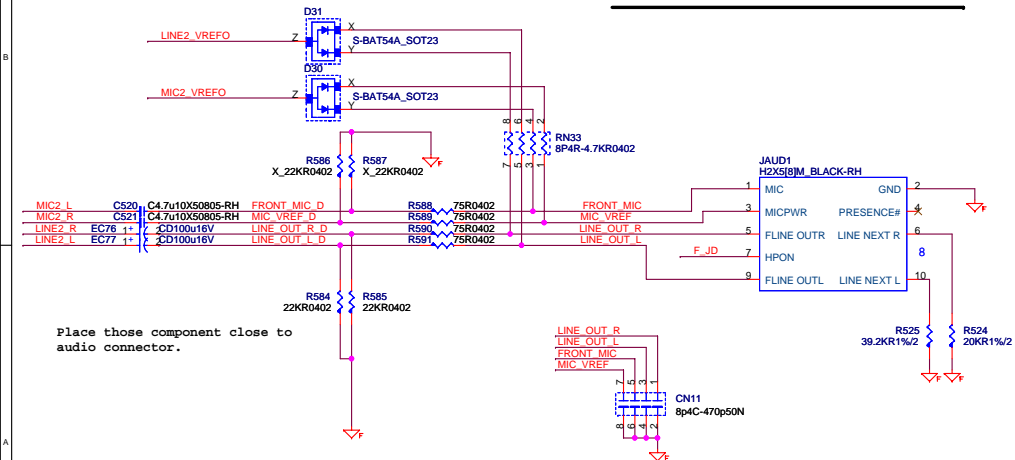 D31
LINE2_VREFO
Z
X
Y
S-BAT54A_SOT23
B
D30
MIC2_VREFO
Z
X
Y
S-BAT54A_SOT23
8 6 4 2
RN33
8P4R-4.7KR0402
7 5 3 1
R586
X_22KR0402
R587
X_22KR0402
F
JAUD1
H2X5[8]M_BLACK-RH
1 MIC GND 2
3 MICPWR PRESENCE# 4
5 FLINE OUTR LINE NEXT R 6
7 HPON 8
9 FLINE OUTL LINE NEXT L 10
F
F_JD
MIC2_L C520 C4.7u10X50805-RH FRONT_MIC_D R588 75R0402 FRONT_MIC
MIC2_R C521 C4.7u10X50805-RH MIC_VREF_D R589 75R0402 MIC_VREF
LINE2_R EC76 1+ 2 CD100u16V LINE_OUT_R_D R590 75R0402 LINE_OUT_R
LINE2_L EC77 1+ 2 CD100u16V LINE_OUT_L_D R591 75R0402 LINE_OUT_L
R584
22KR0402
R585
22KR0402
Place those component close to
audio connector.
F
LINE_OUT_R
LINE_OUT_L
FRONT_MIC
MIC_VREF
7 5 3 1
CN11
8p4C-470p50N
8 6 4 2
F
R525
39.2KR1%/2
R524
20KR1%/2
F
F
A